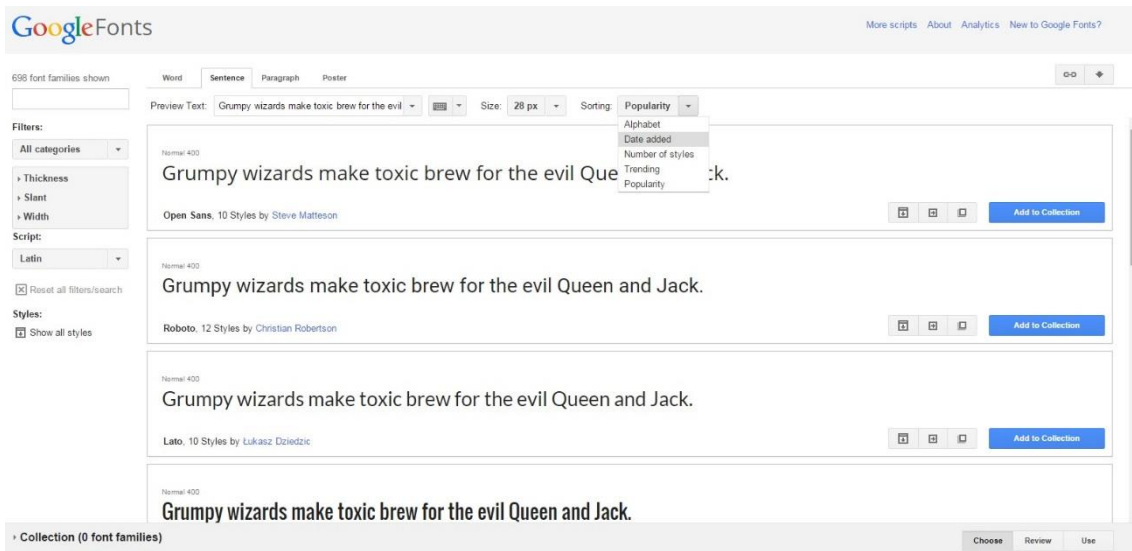 GoogleFonts
More scripts About Analytics New to Google Fonts?
698 font families shown
Word Sentence Paragraph Poster
Preview Text: Grumpy wizards make toxic brew for the evil Size: 28 px Sorting: Popularity
Alphabet
Date added
Number of styles
Trending
Popularity
Filters:
All categories
Thickness
Slant
Width
Script:
Latin
Reset all filters/search
Styles:
Show all styles
Normal 400
Grumpy wizards make toxic brew for the evil Que ck.
Open Sans, 10 Styles by Steve Matteson
Add to Collection
Normal 400
Grumpy wizards make toxic brew for the evil Queen and Jack.
Roboto, 12 Styles by Christian Robertson
Add to Collection
Normal 400
Grumpy wizards make toxic brew for the evil Queen and Jack.
Lato, 10 Styles by Łukasz Dziedzic
Add to Collection
Normal 400
Grumpy wizards make toxic brew for the evil Queen and Jack.
Collection (0 font families)
Choose Review Use